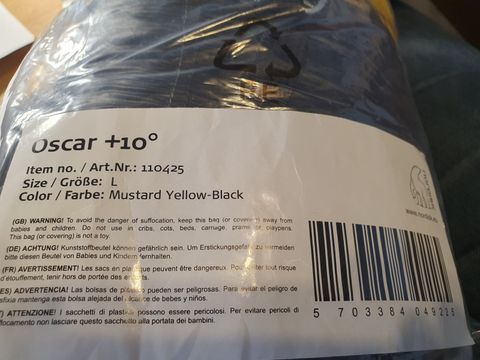 PE
Oscar +10°
Item no. / Art.Nr.: 110425
Size / Größe: L
Color / Farbe: Mustard Yellow-Black
(GB) WARNING! To avoid the danger of suffocation, keep this bag (or covering) away from
babies and children. Do not use in cribs, cots, beds, carriage, prams or playpens.
This bag (or covering) is not a toy.
(DE) ACHTUNG! Kunststoffbeutel können gefährlich sein. Um Erstickungsgefahr zu vermeiden
bitte diesen Beutel von Babies und Kindern fernhalten.
(FR) AVERTISSEMENT! Les sacs en plastique peuvent être dangereux. Pour éviter tout risque
d'étouffement, tenir hors de portée des enfants.
ES) ADVERTENCIA! Las bolsas de plástico pueden ser peligrosas. Para evitar el peligro de
sfixia mantenga esta bolsa alejada del alcance de bebés y niños.
T) ATTENZIONE! I sacchetti di plastica possono essere pericolosi. Per evitare pericoli di
ffocamento non lasciare questo sacchetto alla portata dei bambini.
www.nordisk.eu
5 703384 049225